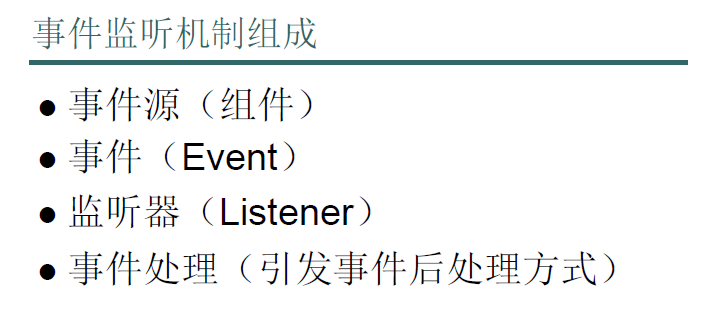 事件监听机制组成
●事件源（组件）
●事件（Event）
●监听器（Listener）
●事件处理（引发事件后处理方式）